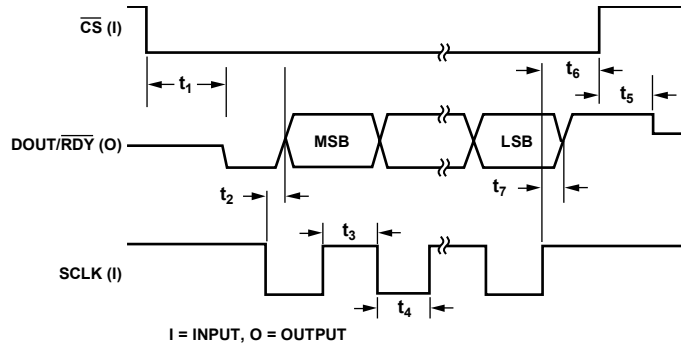 CS (I)
t6
t1
t5
DOUT/RDY (O)
MSB
LSB
t2
t7
t3
SCLK (I)
t4
I = INPUT, O = OUTPUT